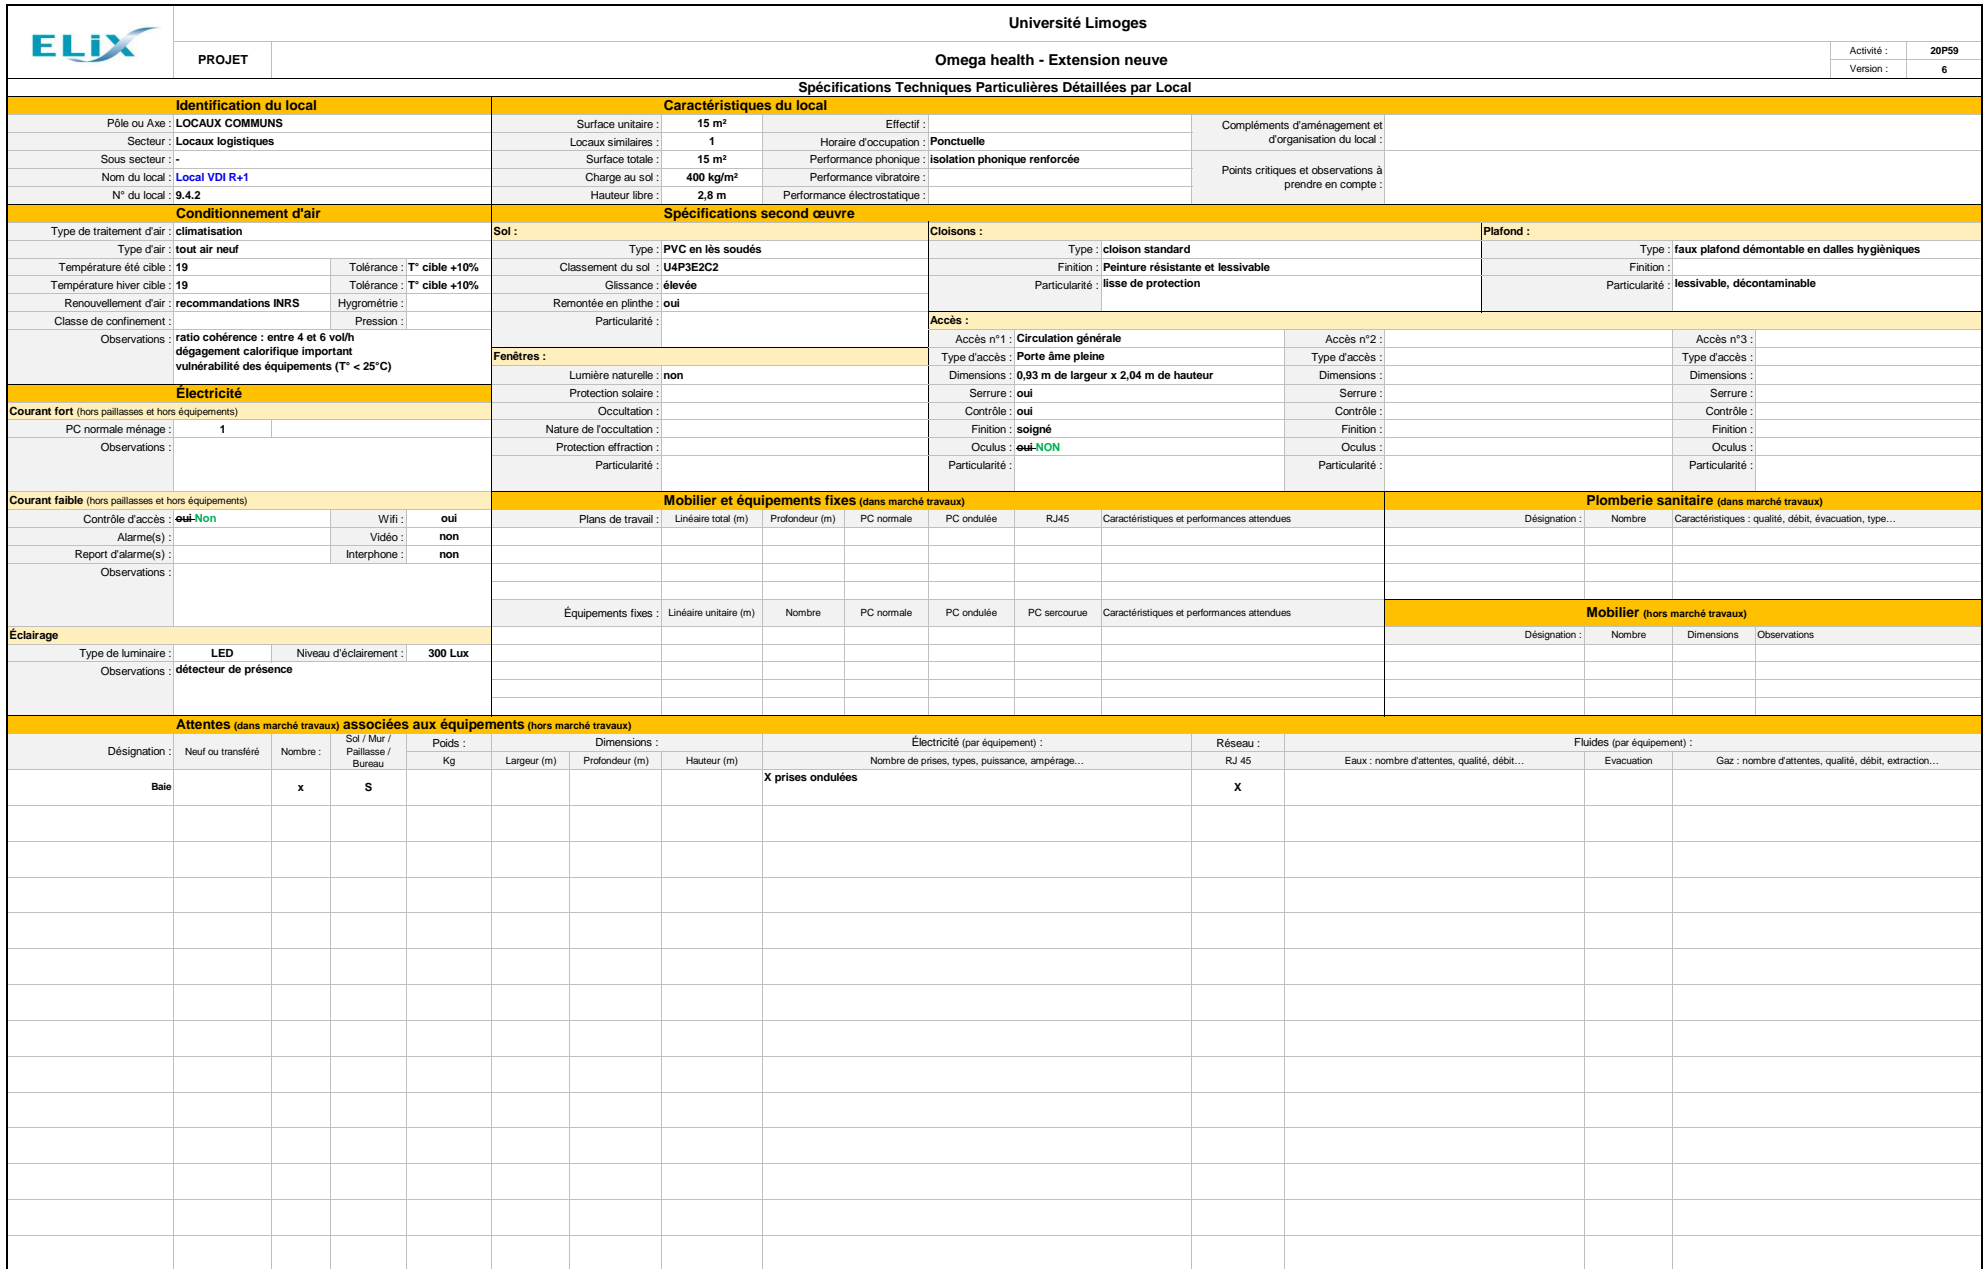 ELiX
Université Limoges
PROJET
Omega health - Extension neuve
Activité : 20P59
Version : 6
Spécifications Techniques Particulières Détaillées par Local
Identification du local
Pôle ou Axe : LOCAUX COMMUNS
Secteur : Locaux logistiques
Sous secteur : -
Nom du local : Local VDI R+1
N° du local : 9.4.2
Caractéristiques du local
Surface unitaire : 15 m²
Effectif :
Locaux similaires : 1
Horaire d'occupation : Ponctuelle
Surface totale : 15 m²
Performance phonique : isolation phonique renforcée
Charge au sol : 400 kg/m²
Performance vibratoire :
Hauteur libre : 2,8 m
Performance électrostatique :
Compléments d'aménagement et
d'organisation du local :
Points critiques et observations à
prendre en compte :
Conditionnement d'air
Type de traitement d'air : climatisation
Type d'air : tout air neuf
Température été cible : 19 Tolérance : T° cible +10%
Température hiver cible : 19 Tolérance : T° cible +10%
Renouvellement d'air : recommandations INRS Hygrométrie :
Classe de confinement : Pression :
Observations : ratio cohérence : entre 4 et 6 vol/h
dégagement calorifique important
vulnérabilité des équipements (T° < 25°C)
Spécifications second œuvre
Sol :
Type : PVC en lès soudés
Classement du sol : U4P3E2C2
Glissance : élevée
Remontée en plinthe : oui
Particularité :
Cloisons :
Type : cloison standard
Finition : Peinture résistante et lessivable
Particularité : lisse de protection
Plafond :
Type : faux plafond démontable en dalles hygièniques
Finition :
Particularité : lessivable, décontaminable
Fenêtres :
Lumière naturelle : non
Protection solaire :
Occultation :
Nature de l'occultation :
Protection effraction :
Particularité :
Accès :
Accès n°1 : Circulation générale
Type d'accès : Porte âme pleine
Dimensions : 0,93 m de largeur x 2,04 m de hauteur
Serrure : oui
Contrôle : oui
Finition : soigné
Oculus : oui NON
Particularité :
Accès n°2 :
Type d'accès :
Dimensions :
Serrure :
Contrôle :
Finition :
Oculus :
Particularité :
Accès n°3 :
Type d'accès :
Dimensions :
Serrure :
Contrôle :
Finition :
Oculus :
Particularité :
Électricité
Courant fort (hors paillasses et hors équipements)
PC normale ménage : 1
Observations :
Courant faible (hors paillasses et hors équipements)
Contrôle d'accès : oui Non Wifi : oui
Alarme(s) : Vidéo : non
Report d'alarme(s) : Interphone : non
Observations :
Éclairage
Type de luminaire : LED Niveau d'éclairement : 300 Lux
Observations : détecteur de présence
Mobilier et équipements fixes (dans marché travaux)
Plans de travail : Linéaire total (m) Profondeur (m) PC normale PC ondulée RJ45 Caractéristiques et performances attendues
Équipements fixes : Linéaire unitaire (m) Nombre PC normale PC ondulée PC sercourue Caractéristiques et performances attendues
Plomberie sanitaire (dans marché travaux)
Désignation : Nombre Caractéristiques : qualité, débit, évacuation, type…
Mobilier (hors marché travaux)
Désignation : Nombre Dimensions Observations
Attentes (dans marché travaux) associées aux équipements (hors marché travaux)
Désignation : Neuf ou transféré Nombre :
Sol / Mur /
Paillasse /
Bureau
Poids :
Kg
Dimensions :
Largeur (m) Profondeur (m) Hauteur (m)
Électricité (par équipement) :
Nombre de prises, types, puissance, ampérage…
Réseau :
RJ 45
Fluides (par équipement) :
Eaux : nombre d'attentes, qualité, débit… Evacuation Gaz : nombre d'attentes, qualité, débit, extraction…
Baie x S X prises ondulées X